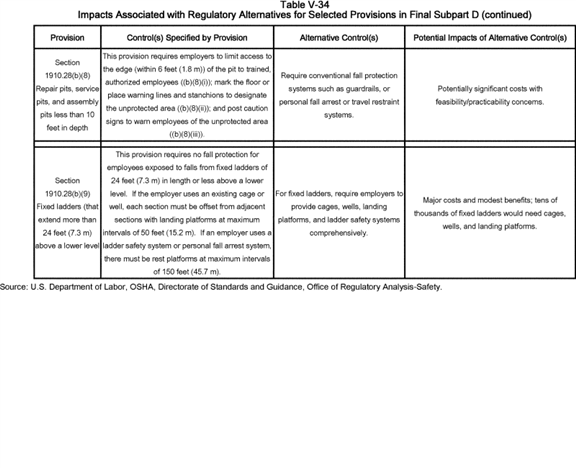 Table V-34
Impacts Associated with Regulatory Alternatives for Selected Provisions in Final Subpart D (continued)
Provision
Control(s) Specified by Provision
Alternative Control(s)
Potential Impacts of Alternative Control(s)
Section
1910.28(b)(8)
Repair pits, service
pits, and assembly
pits less than 10
feet in depth
This provision requires employers to limit access to
the edge (within 6 feet (1.8 m)) of the pit to trained,
authorized employees ((b)(8)(i)); mark the floor or
place warning lines and stanchions to designate
the unprotected area ((b)(8)(ii); and post caution
signs to warn employees of the unprotected area
((b)(8)(iii)).
Require conventional fall protection
systems such as guardrails, or
personal fall arrest or travel restraint
systems.
Potentially significant costs with
feasibility/practicability concerns.
Section
1910.28(b)(9)
Fixed ladders (that
extend more than
24 feet (7.3 m)
above a lower level
This provision requires no fall protection for
employees exposed to falls from fixed ladders of
24 feet (7.3 m) in length or less above a lower
level. If the employer uses an existing cage or
well, each section must be offset from adjacent
sections with landing platforms at maximum
intervals of 50 feet (15.2 m). If an employer uses a
ladder safety system or personal fall arrest system,
there must be rest platforms at maximum intervals
of 150 feet (45.7 m).
For fixed ladders, require employers to
provide cages, wells, landing
platforms, and ladder safety systems
comprehensively.
Major costs and modest benefits; tens of
thousands of fixed ladders would need cages,
wells, and landing platforms.
Source: U.S. Department of Labor, OSHA, Directorate of Standards and Guidance, Office of Regulatory Analysis-Safety.